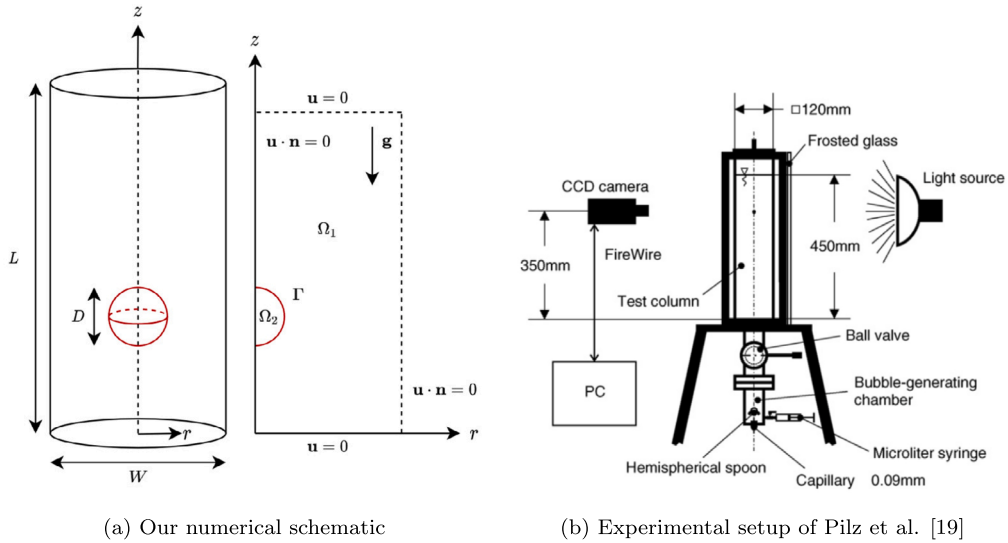 z
L
D
r
W
z
u = 0
u · n = 0
g
Ω₁
Γ
Ω₂
u · n = 0
r
u = 0
□120mm
Frosted glass
CCD camera
Light source
FireWire
350mm
450mm
Test column
Ball valve
PC
Bubble-generating
chamber
Microliter syringe
Hemispherical spoon
Capillary 0.09mm
(a) Our numerical schematic
(b) Experimental setup of Pilz et al. [19]